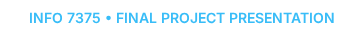 INFO 7375 • FINAL PROJECT PRESENTATION